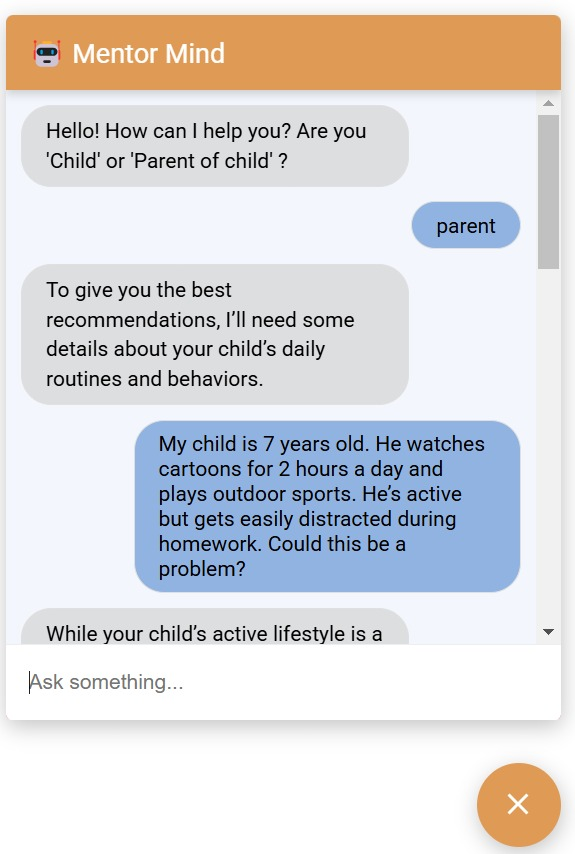 Mentor Mind
Hello! How can I help you? Are you
'Child' or 'Parent of child' ?
parent
To give you the best
recommendations, I’ll need some
details about your child’s daily
routines and behaviors.
My child is 7 years old. He watches
cartoons for 2 hours a day and
plays outdoor sports. He’s active
but gets easily distracted during
homework. Could this be a
problem?
While your child’s active lifestyle is a
Ask something...